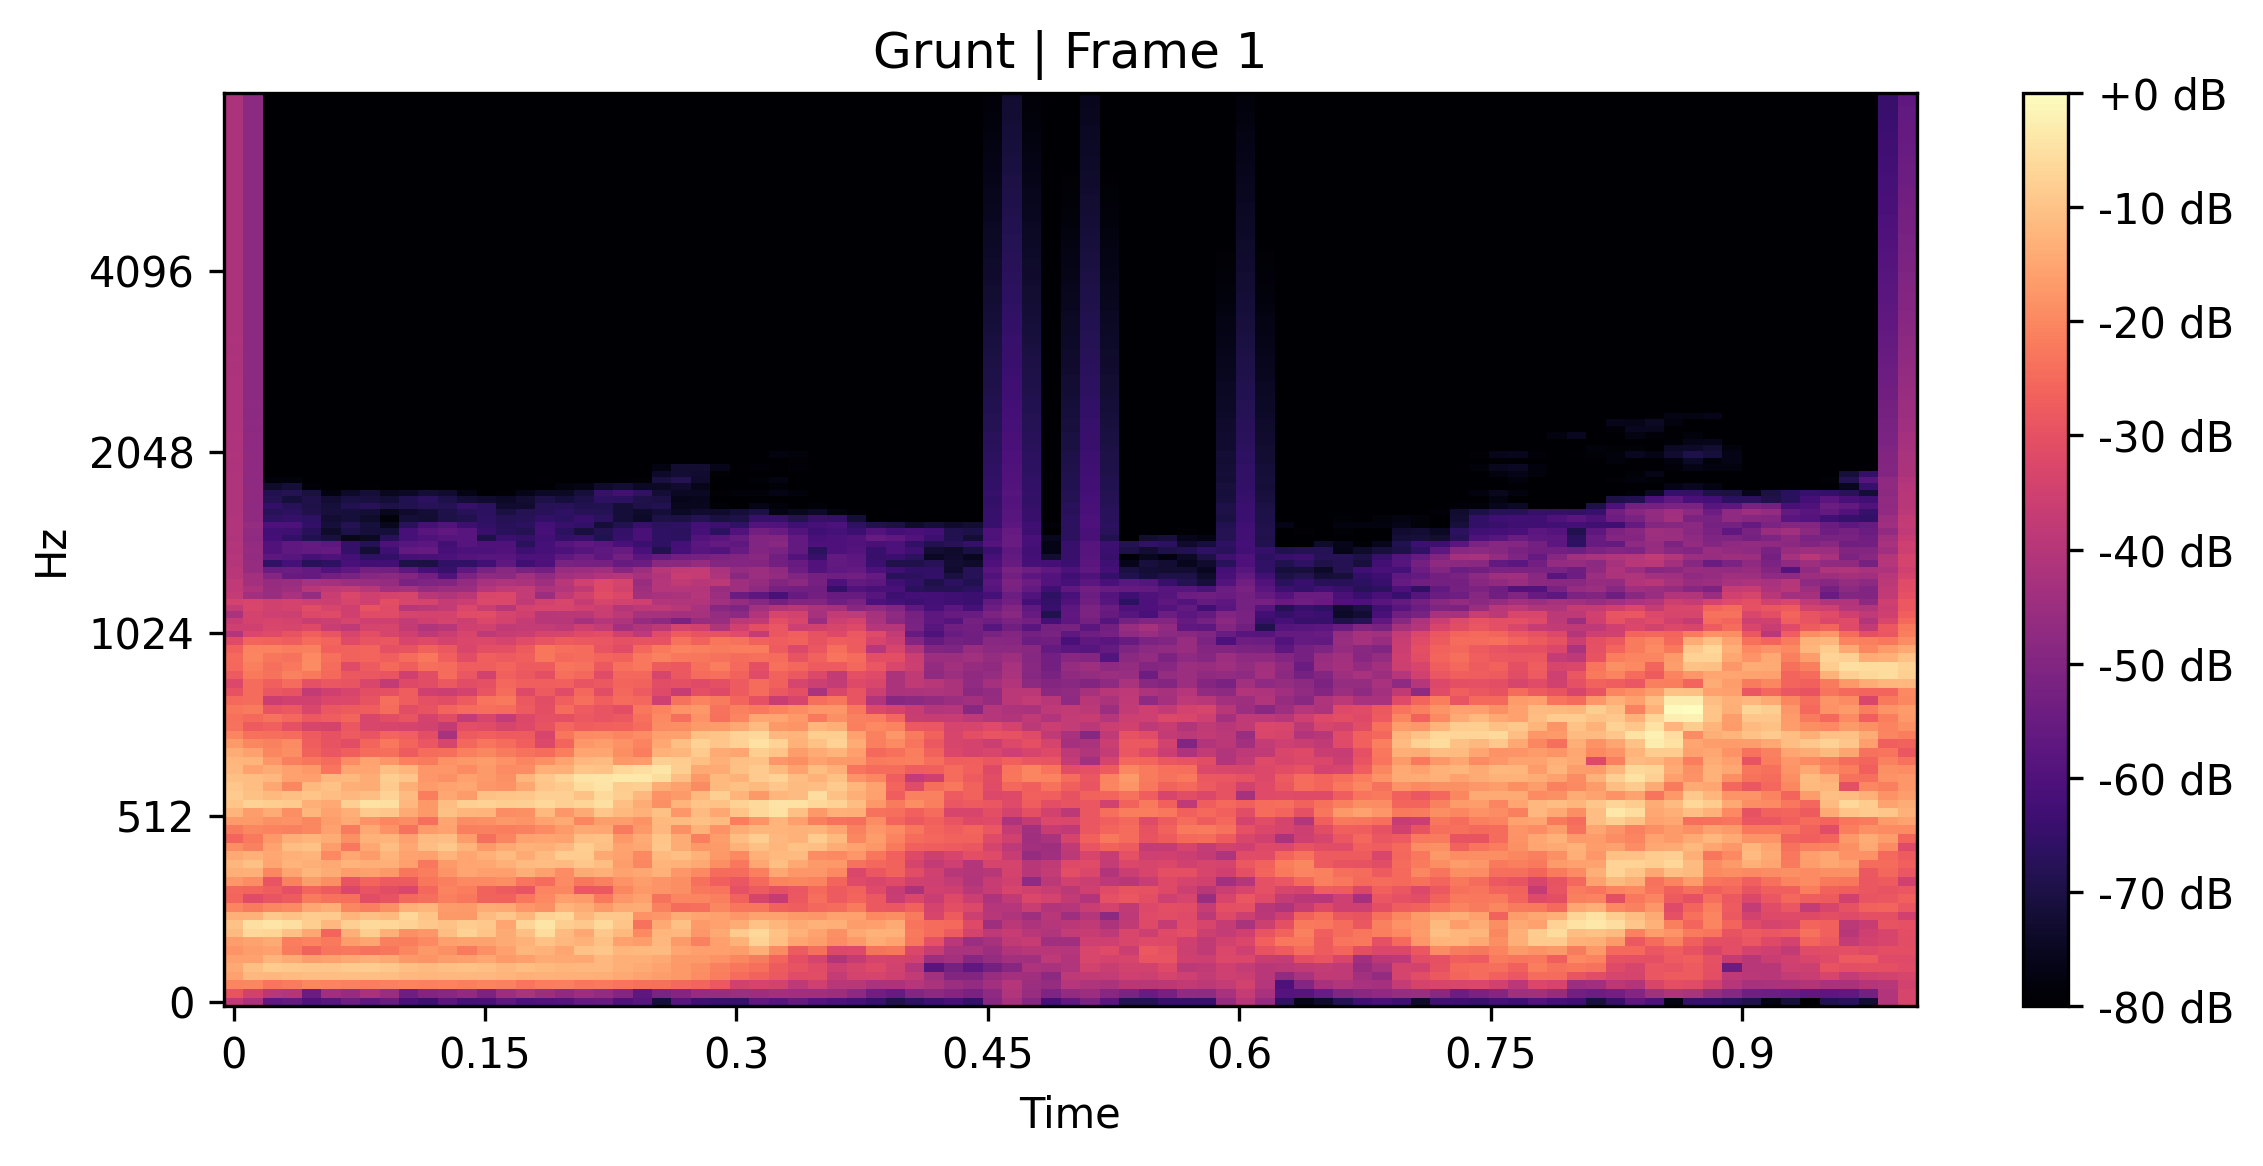 Grunt | Frame 1
+0 dB
-10 dB
-20 dB
-30 dB
-40 dB
-50 dB
-60 dB
-70 dB
-80 dB
Hz
4096
2048
1024
512
0
0 0.15 0.3 0.45 0.6 0.75 0.9
Time